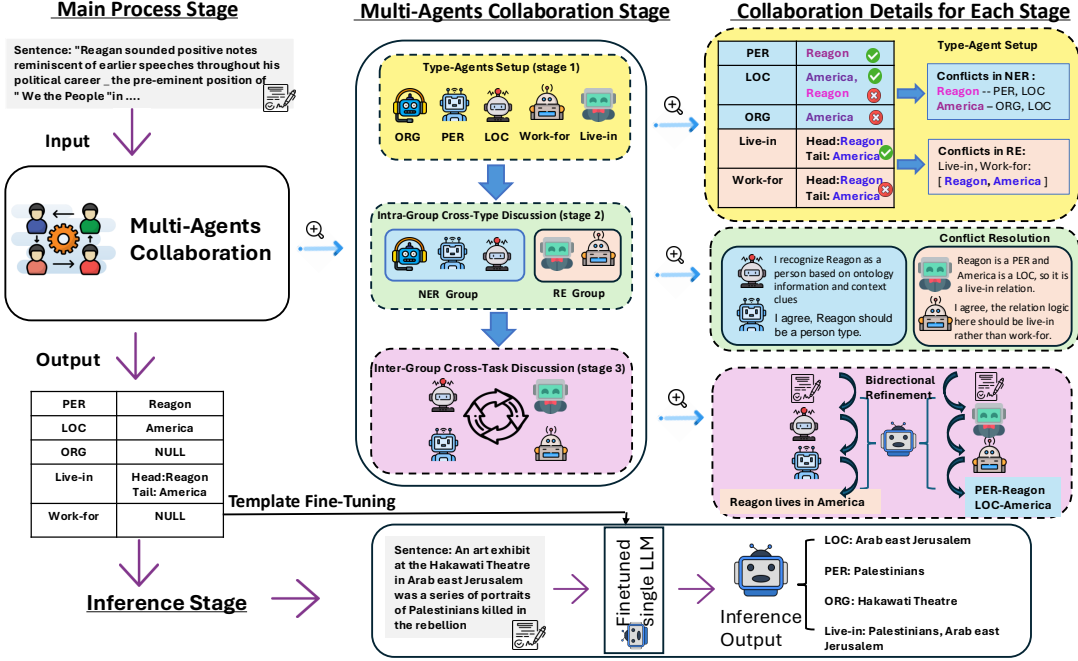 Main Process Stage
Sentence: "Reagan sounded positive notes
reminiscent of earlier speeches throughout his
political career _ the pre-eminent position of
" We the People "in ....
Input
Multi-Agents
Collaboration
Output
PER Reagon
LOC America
ORG NULL
Live-in Head:Reagon
Tail: America
Work-for NULL
Template Fine-Tuning
Inference Stage
Multi-Agents Collaboration Stage
Type-Agents Setup (stage 1)
ORG PER LOC Work-for Live-in
Intra-Group Cross-Type Discussion (stage 2)
NER Group RE Group
Inter-Group Cross-Task Discussion (stage 3)
Collaboration Details for Each Stage
PER Reagon
LOC America,
Reagon
ORG America
Live-in Head:Reagon
Tail: America
Work-for Head:Reagon
Tail: America
Type-Agent Setup
Conflicts in NER :
Reagon -- PER, LOC
America – ORG, LOC
Conflicts in RE:
Live-in, Work-for:
[ Reagon, America ]
Conflict Resolution
I recognize Reagon as a
person based on ontology
information and context
clues
I agree, Reagon should
be a person type.
Reagon is a PER and
America is a LOC, so it is
a live-in relation.
I agree, the relation logic
here should be live-in
rather than work-for.
Bidrectional
Refinement
Reagon lives in America
PER-Reagon
LOC-America
Sentence: An art exhibit
at the Hakawati Theatre
in Arab east Jerusalem
was a series of portraits
of Palestinians killed in
the rebellion
Finetuned
single LLM
Inference
Output
LOC: Arab east Jerusalem
PER: Palestinians
ORG: Hakawati Theatre
Live-in: Palestinians, Arab east
Jerusalem